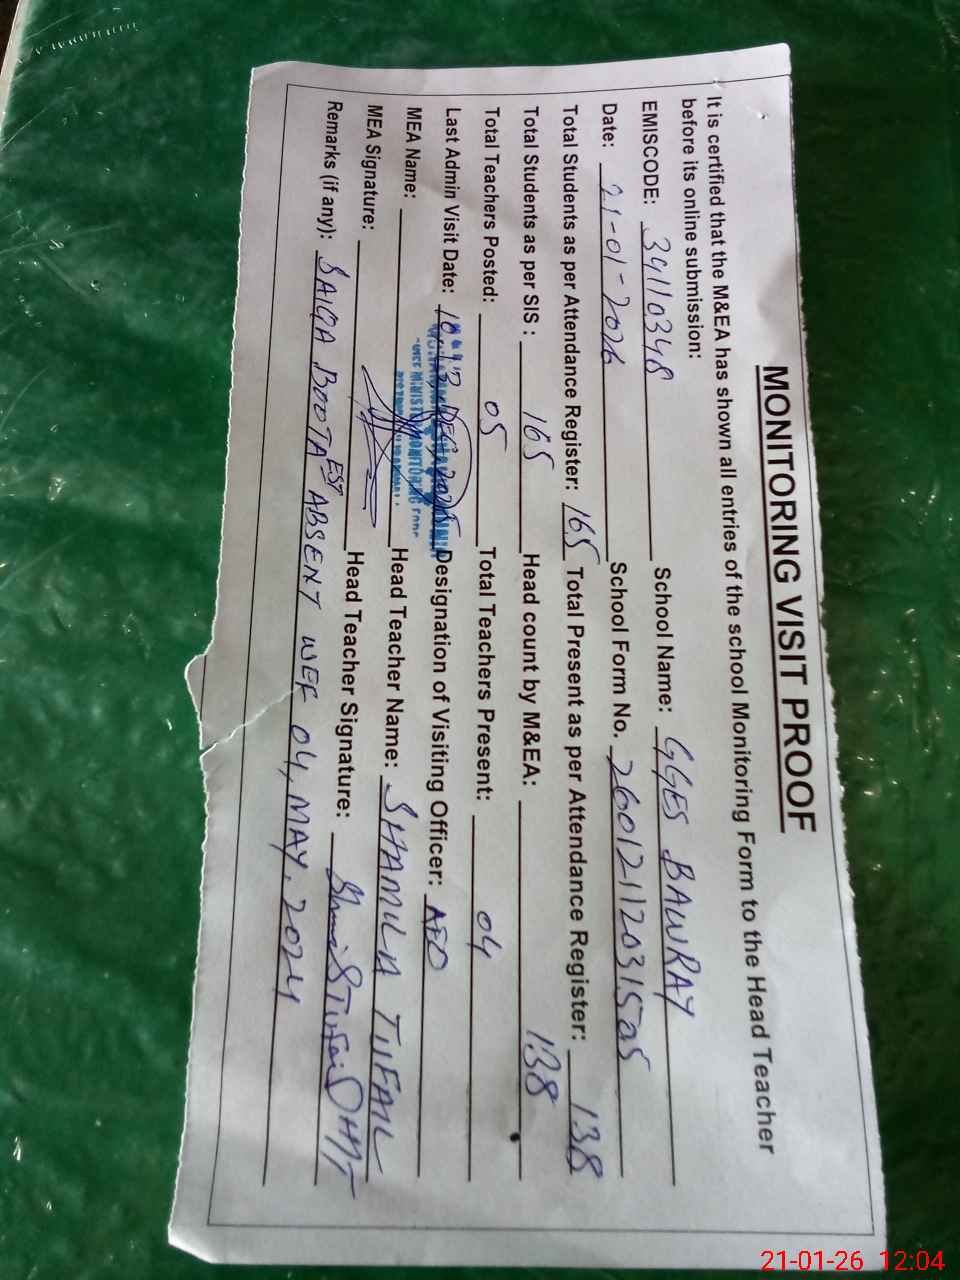 MONITORING VISIT PROOF
It is certified that the M&EA has shown all entries of the school Monitoring Form to the Head Teacher
before its online submission:
EMISCODE: 34110348 School Name: GGES BAWRAY
Date: 21-01-2026 School Form No. 26012112031505
Total Students as per Attendance Register: 165 Total Present as per Attendance Register: 138
Total Students as per SIS : 165 Head count by M&EA: 138
Total Teachers Posted: 05 Total Teachers Present: 04
Last Admin Visit Date: DEC, 2025 Designation of Visiting Officer: AEO
MEA Name: Head Teacher Name: SHAMILA TUFAIL
MEA Signature: Head Teacher Signature:
Remarks (if any): SAIQA BOOTA EST ABSENT WEF 04, MAY, 2024
21-01-26 12:04